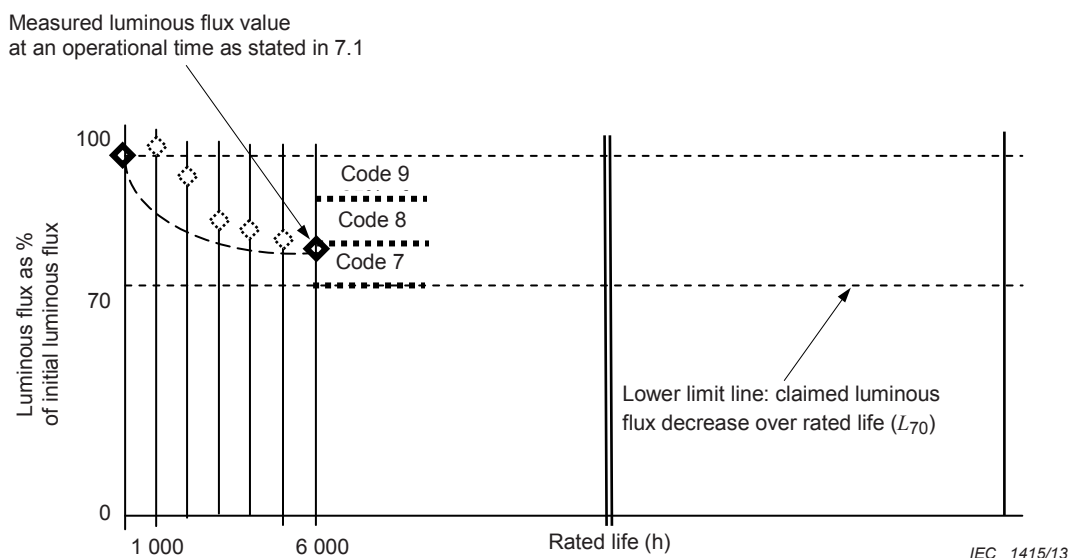 Measured luminous flux value
at an operational time as stated in 7.1
100
Code 9
Code 8
Code 7
70
Luminous flux as %
of initial luminous flux
Lower limit line: claimed luminous
flux decrease over rated life (L70)
0
1 000
6 000
Rated life (h)
IEC 1415/13